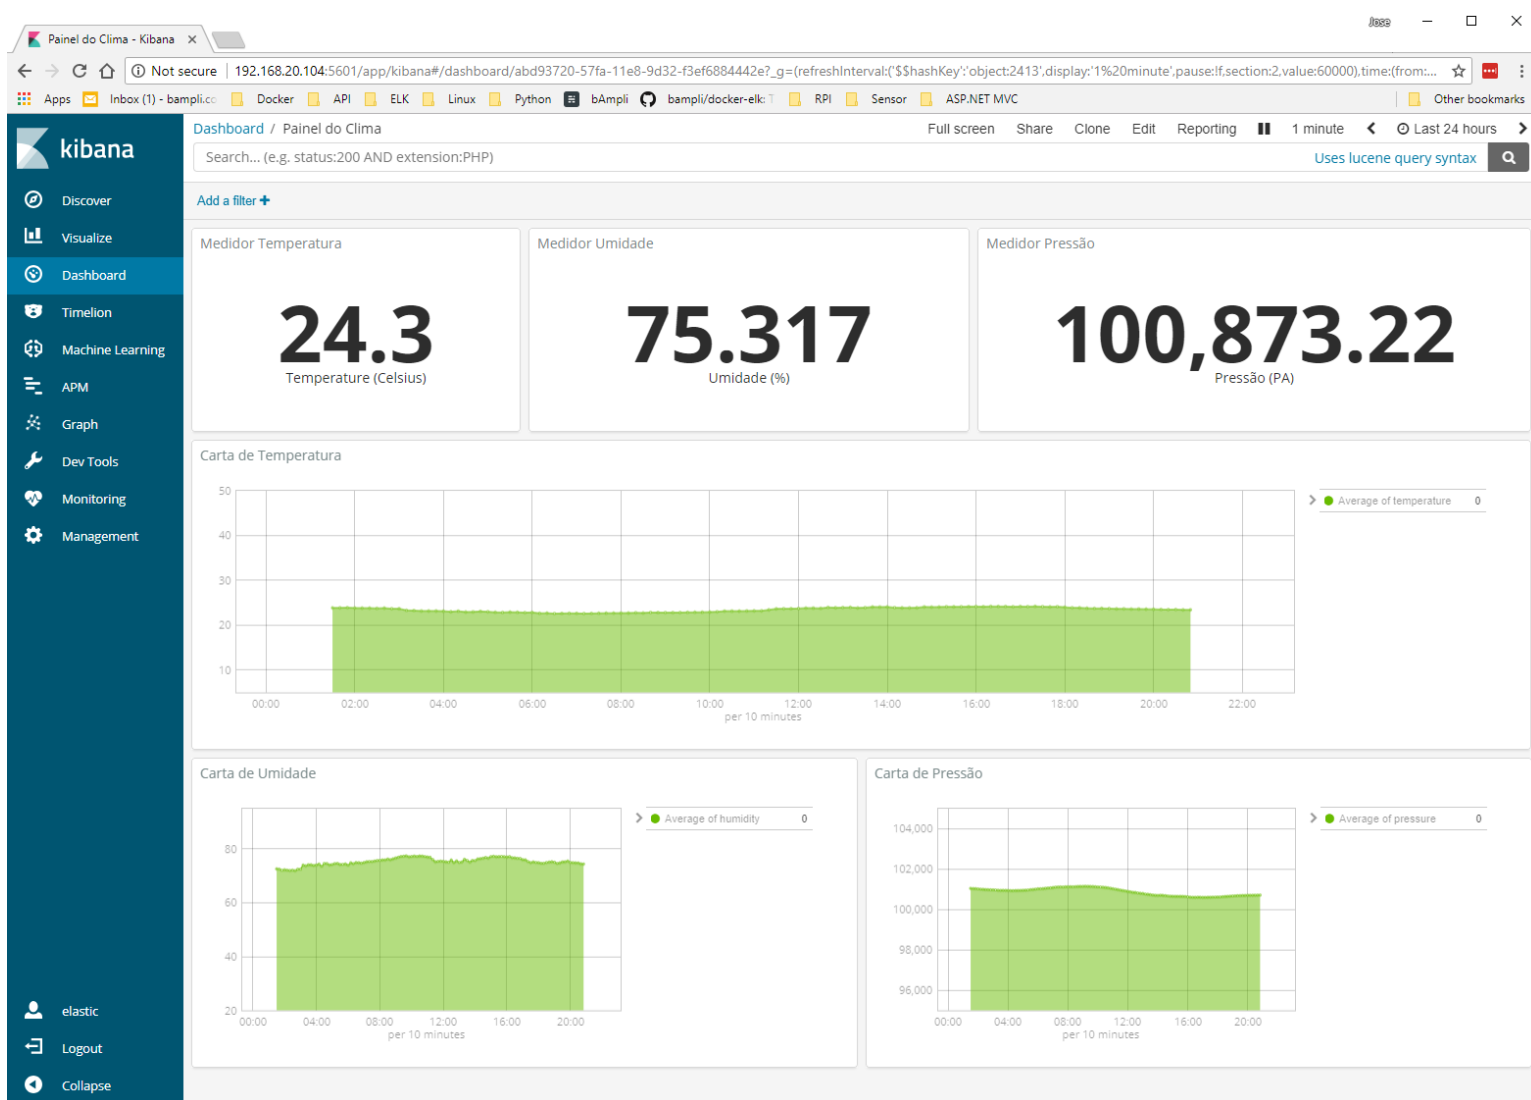 Jose
Painel do Clima - Kibana
Not secure | 192.168.20.104:5601/app/kibana#/dashboard/abd93720-57fa-11e8-9d32-f3ef6884442e?_g=(refreshInterval:('$$hashKey':'object:2413',display:'1%20minute',pause:!f,section:2,value:60000),time:(from:...
Apps Inbox (1) - bampli.co Docker API ELK Linux Python bAmpli bampli/docker-elk: T RPI Sensor ASP.NET MVC Other bookmarks
kibana
Discover
Visualize
Dashboard
Timelion
Machine Learning
APM
Graph
Dev Tools
Monitoring
Management
elastic
Logout
Collapse
Dashboard / Painel do Clima Full screen Share Clone Edit Reporting 1 minute Last 24 hours
Search... (e.g. status:200 AND extension:PHP) Uses lucene query syntax
Add a filter +
Medidor Temperatura
24.3
Temperature (Celsius)
Medidor Umidade
75.317
Umidade (%)
Medidor Pressão
100,873.22
Pressão (PA)
Carta de Temperatura
50
40
30
20
10
00:00 02:00 04:00 06:00 08:00 10:00 12:00 14:00 16:00 18:00 20:00 22:00
per 10 minutes
Average of temperature 0
Carta de Umidade
80
60
40
20
00:00 04:00 08:00 12:00 16:00 20:00
per 10 minutes
Average of humidity 0
Carta de Pressão
104,000
102,000
100,000
98,000
96,000
00:00 04:00 08:00 12:00 16:00 20:00
per 10 minutes
Average of pressure 0